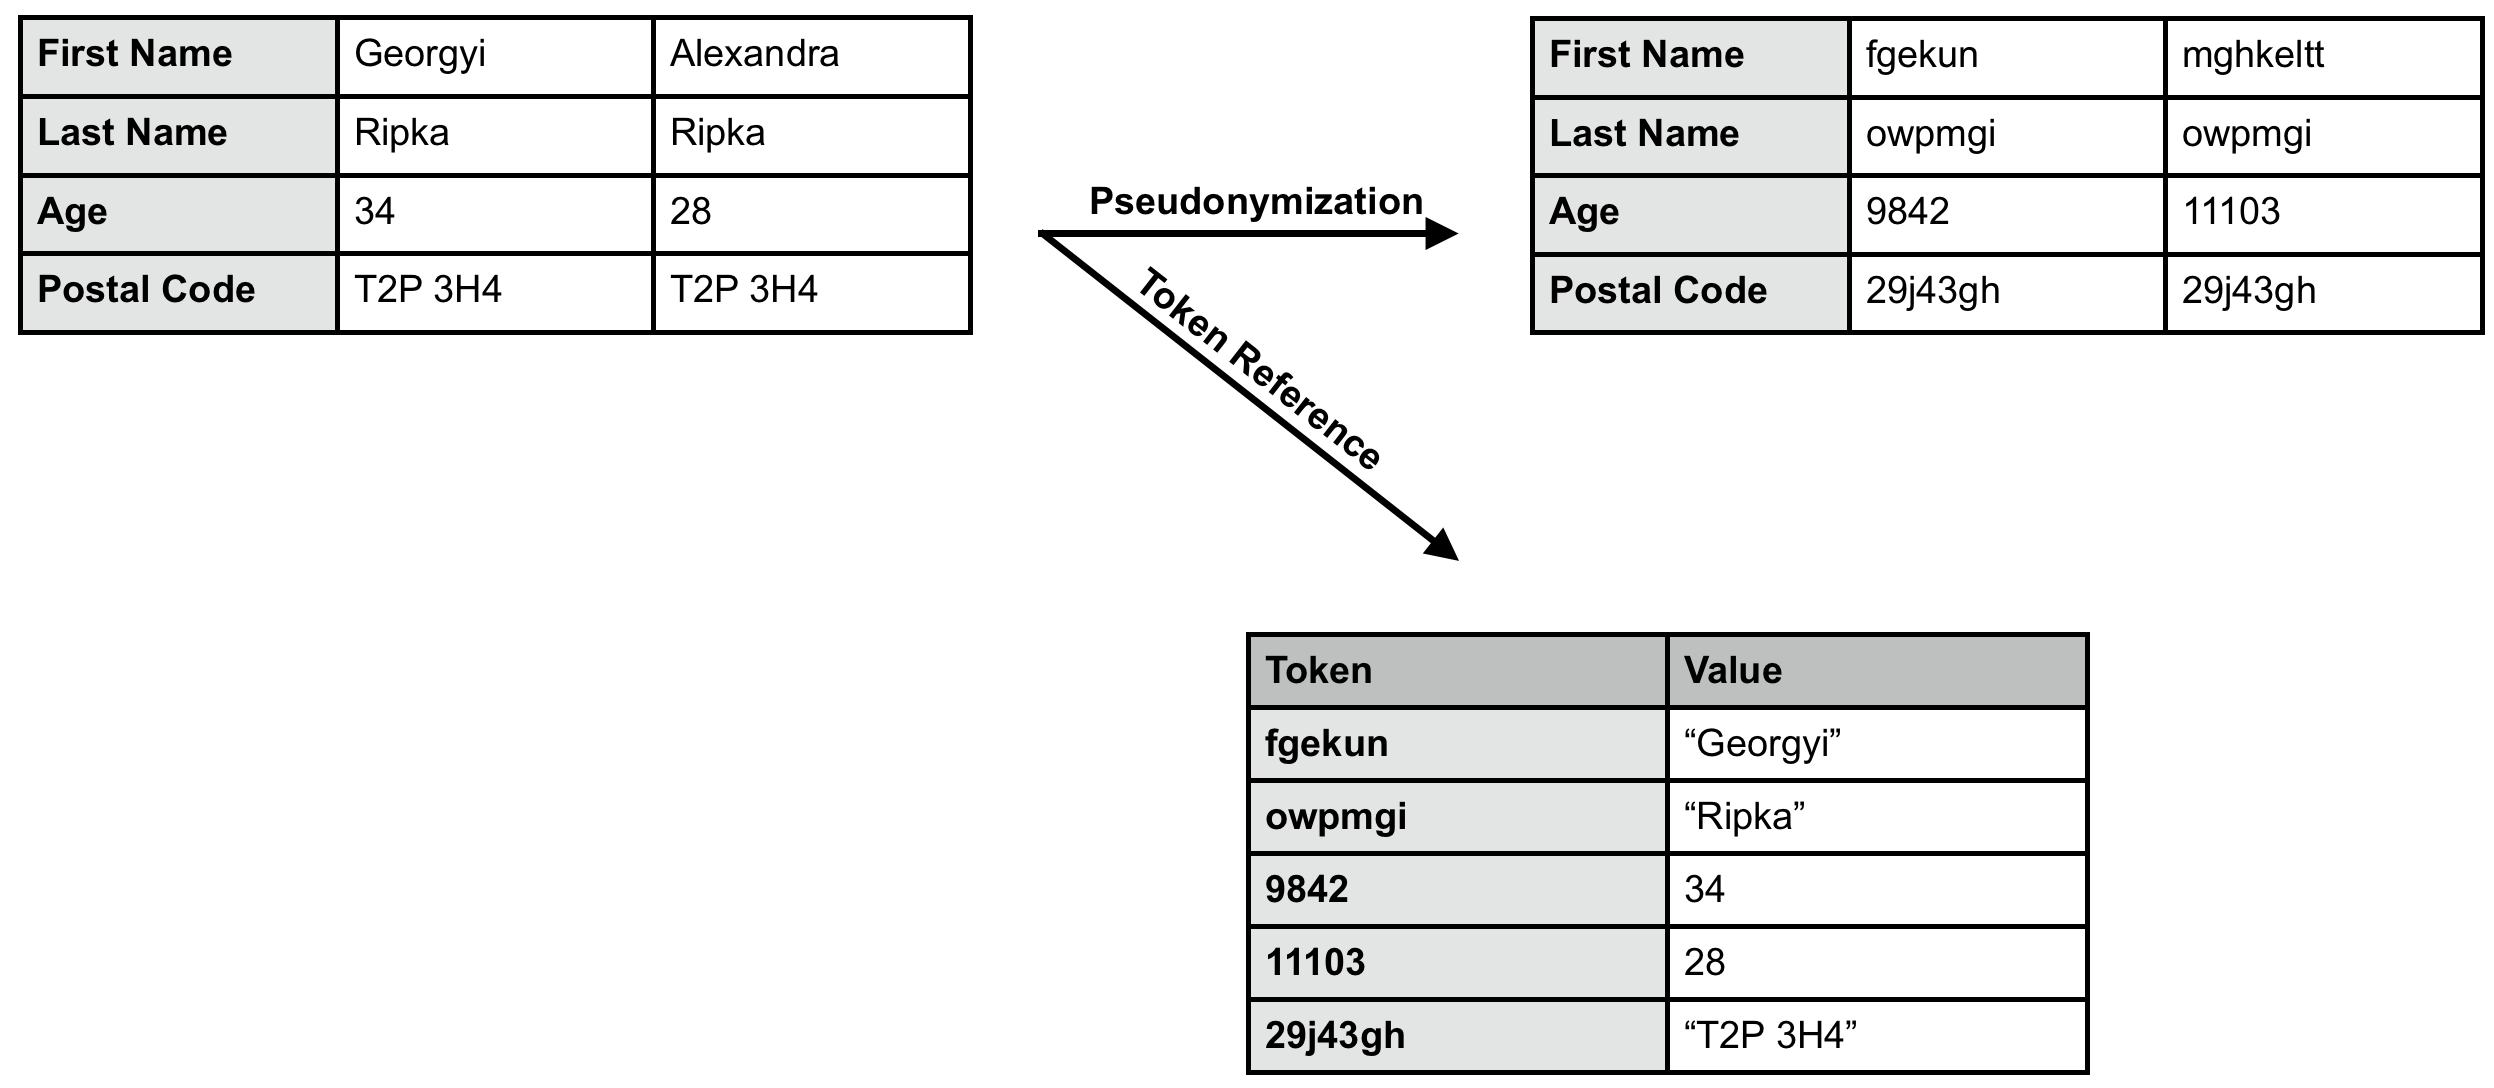 First Name Georgyi Alexandra
Last Name Ripka Ripka
Age 34 28
Postal Code T2P 3H4 T2P 3H4
Pseudonymization
Token Reference
First Name fgekun mghkeltt
Last Name owpmgi owpmgi
Age 9842 11103
Postal Code 29j43gh 29j43gh
Token Value
fgekun “Georgyi”
owpmgi “Ripka”
9842 34
11103 28
29j43gh “T2P 3H4”